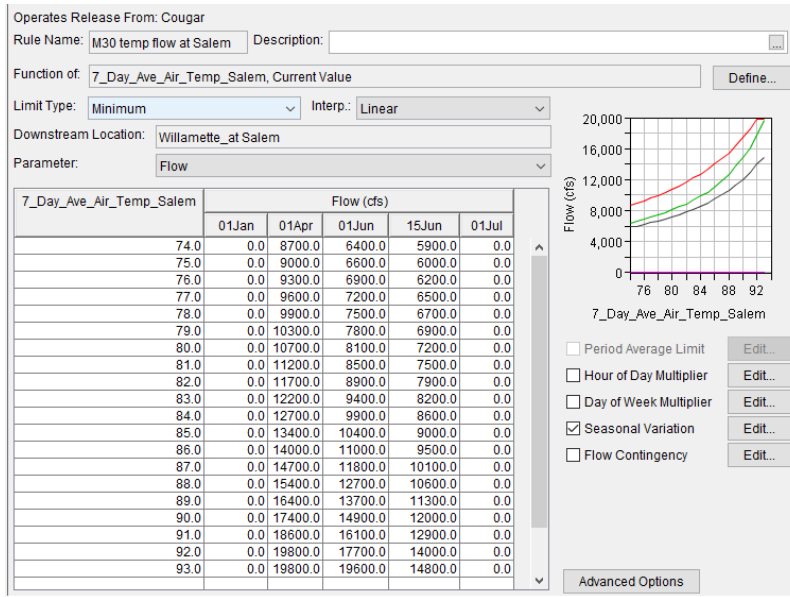 Operates Release From: Cougar
Rule Name: M30 temp flow at Salem Description: ...
Function of: 7_Day_Ave_Air_Temp_Salem, Current Value Define...
Limit Type: Minimum Interp.: Linear
Downstream Location: Willamette_at Salem
Parameter: Flow
7_Day_Ave_Air_Temp_Salem Flow (cfs)
01Jan 01Apr 01Jun 15Jun 01Jul
74.0 0.0 8700.0 6400.0 5900.0 0.0
75.0 0.0 9000.0 6600.0 6000.0 0.0
76.0 0.0 9300.0 6900.0 6200.0 0.0
77.0 0.0 9600.0 7200.0 6500.0 0.0
78.0 0.0 9900.0 7500.0 6700.0 0.0
79.0 0.0 10300.0 7800.0 6900.0 0.0
80.0 0.0 10700.0 8100.0 7200.0 0.0
81.0 0.0 11200.0 8500.0 7500.0 0.0
82.0 0.0 11700.0 8900.0 7900.0 0.0
83.0 0.0 12200.0 9400.0 8200.0 0.0
84.0 0.0 12700.0 9900.0 8600.0 0.0
85.0 0.0 13400.0 10400.0 9000.0 0.0
86.0 0.0 14000.0 11000.0 9500.0 0.0
87.0 0.0 14700.0 11800.0 10100.0 0.0
88.0 0.0 15400.0 12700.0 10600.0 0.0
89.0 0.0 16400.0 13700.0 11300.0 0.0
90.0 0.0 17400.0 14900.0 12000.0 0.0
91.0 0.0 18600.0 16100.0 12900.0 0.0
92.0 0.0 19800.0 17700.0 14000.0 0.0
93.0 0.0 19800.0 19600.0 14800.0 0.0
Flow (cfs)
20,000
16,000
12,000
8,000
4,000
0
76 80 84 88 92
7_Day_Ave_Air_Temp_Salem
Period Average Limit Edit...
Hour of Day Multiplier Edit...
Day of Week Multiplier Edit...
Seasonal Variation Edit...
Flow Contingency Edit...
Advanced Options